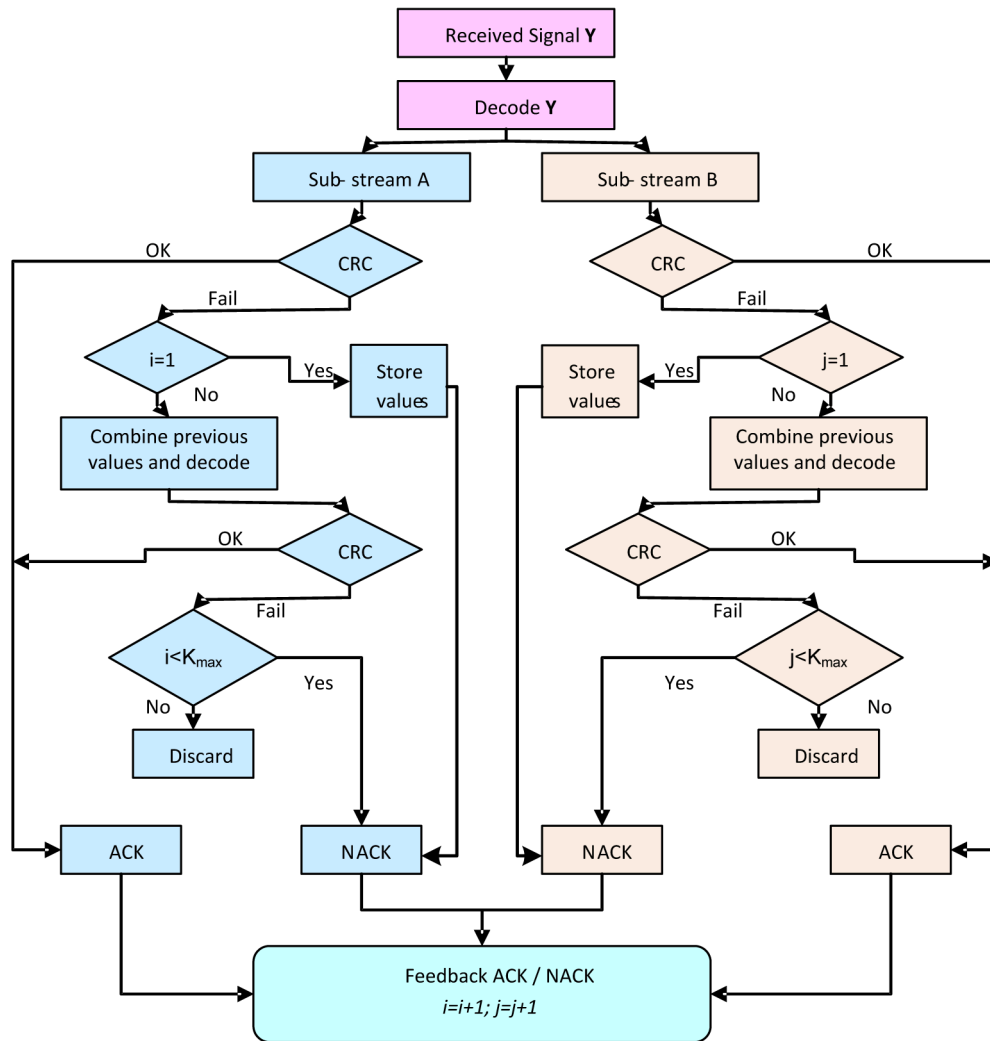 Received Signal Y
Decode Y
Sub- stream A
Sub- stream B
OK
CRC
CRC
OK
Fail
Fail
i=1
Yes
Store
values
Store
values
Yes
j=1
No
No
Combine previous
values and decode
Combine previous
values and decode
OK
CRC
CRC
OK
Fail
Fail
i<Kmax
Yes
Yes
j<Kmax
No
No
Discard
Discard
ACK
NACK
NACK
ACK
Feedback ACK / NACK
i=i+1; j=j+1